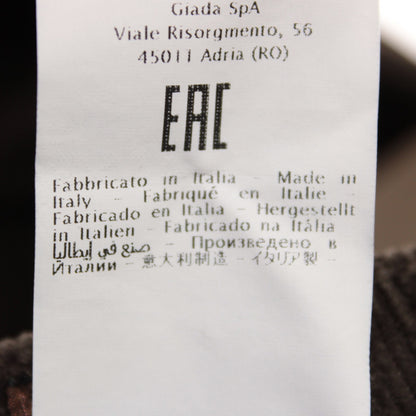 Giada SpA
Viale Risorgimento, 56
45011 Adria (RO)
EAC
Fabbricato in Italia - Made in
Italy - Fabriqué en Italie -
Fabricado en Italia - Hergestellt
in Italien - Fabricado na Itália
صنع في إيطاليا - Произведено в
Италии - 意大利制造 - イタリア製 -